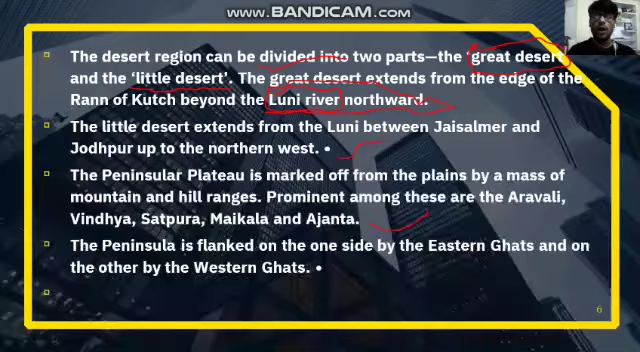 www.BANDICAM.com
The desert region can be divided into two parts—the 'great desert'
and the 'little desert'. The great desert extends from the edge of the
Rann of Kutch beyond the Luni river northward.
The little desert extends from the Luni between Jaisalmer and
Jodhpur up to the northern west. •
The Peninsular Plateau is marked off from the plains by a mass of
mountain and hill ranges. Prominent among these are the Aravali,
Vindhya, Satpura, Maikala and Ajanta.
The Peninsula is flanked on the one side by the Eastern Ghats and on
the other by the Western Ghats. •
6